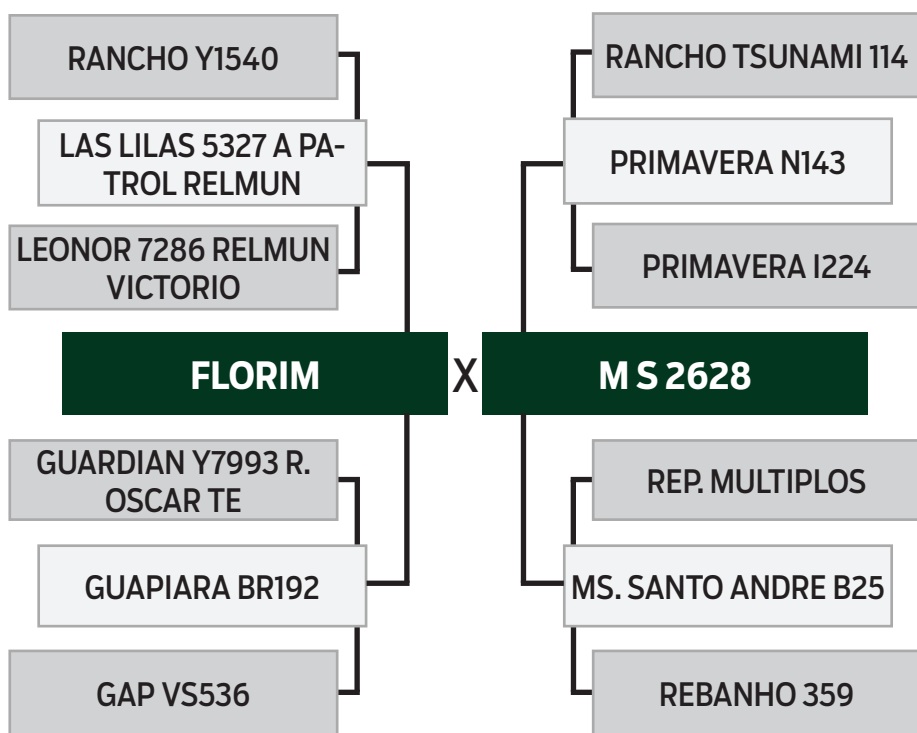 RANCHO Y1540
LAS LILAS 5327 A PA-
TROL RELMUN
LEONOR 7286 RELMUN
VICTORIO
RANCHO TSUNAMI 114
PRIMAVERA N143
PRIMAVERA I224
FLORIM
X
M S 2628
GUARDIAN Y7993 R.
OSCAR TE
GUAPIARA BR192
GAP VS536
REP. MULTIPLOS
MS. SANTO ANDRE B25
REBANHO 359